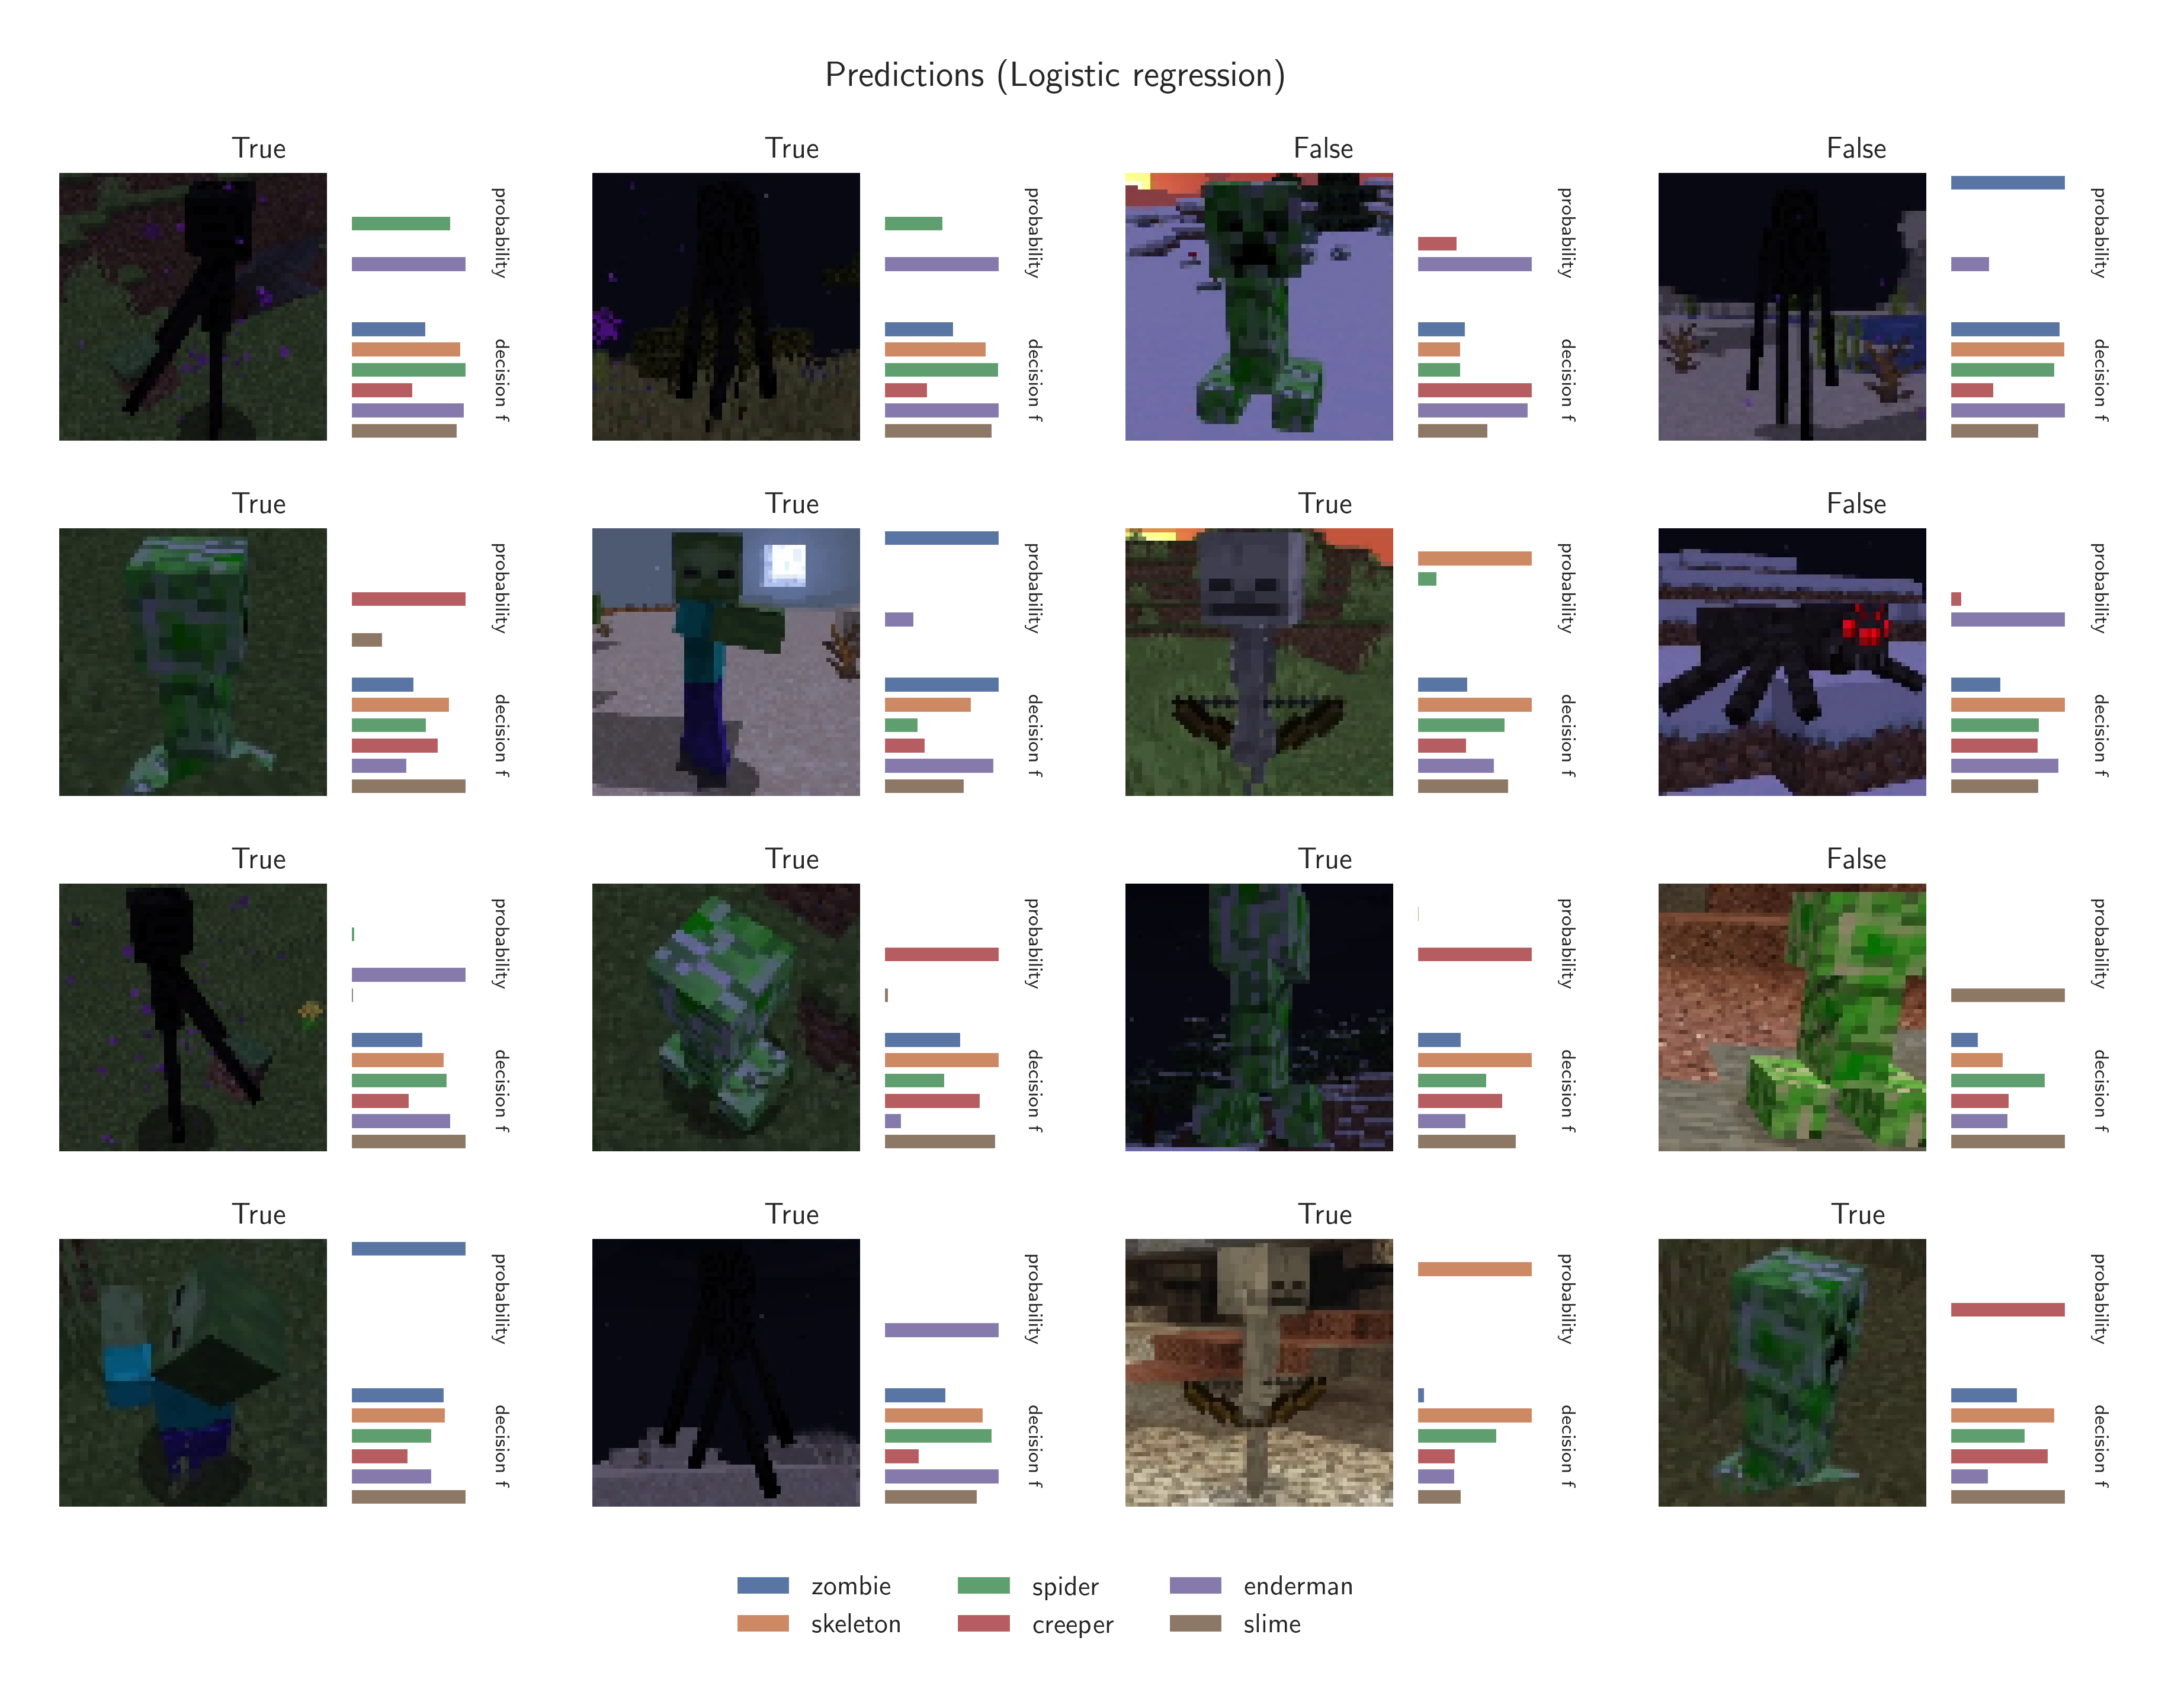 Predictions (Logistic regression)
True
probability
decision f
True
probability
decision f
False
probability
decision f
False
probability
decision f
True
probability
decision f
True
probability
decision f
True
probability
decision f
False
probability
decision f
True
probability
decision f
True
probability
decision f
True
probability
decision f
False
probability
decision f
True
probability
decision f
True
probability
decision f
True
probability
decision f
True
probability
decision f
zombie
skeleton
spider
creeper
enderman
slime